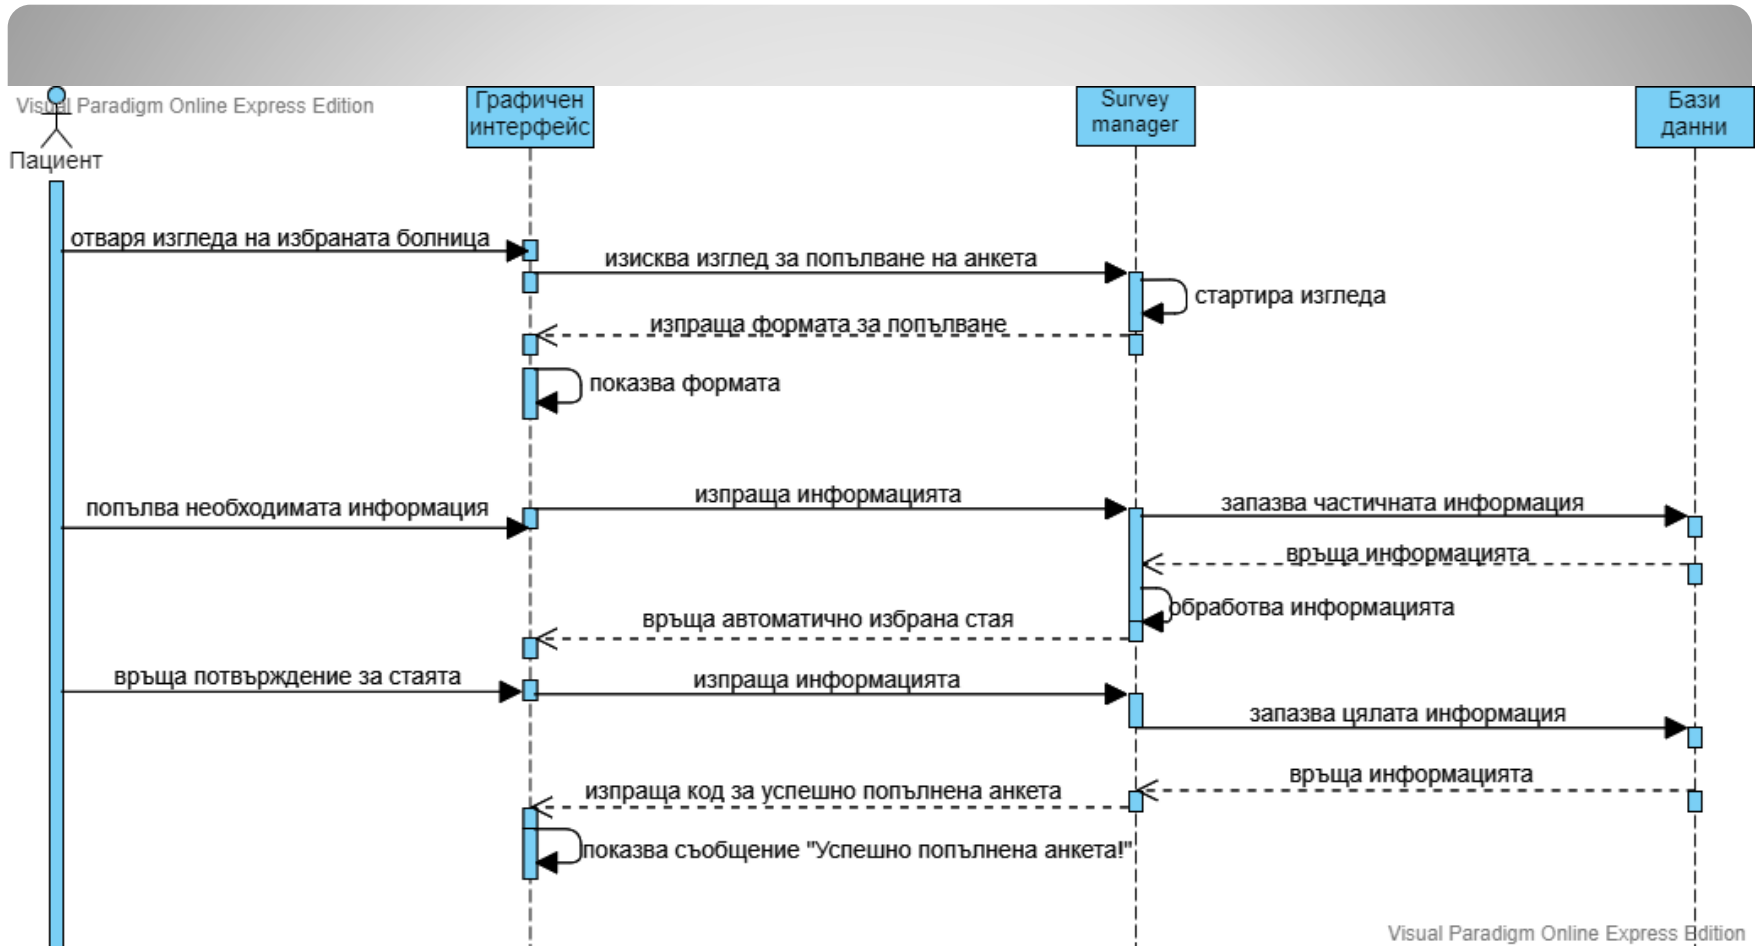 Visual Paradigm Online Express Edition
Пациент
Графичен
интерфейс
Survey
manager
Бази
данни
отваря изгледа на избраната болница
изисква изглед за попълване на анкета
стартира изгледа
изпраща формата за попълване
показва формата
попълва необходимата информация
изпраща информацията
запазва частичната информация
връща информацията
обработва информацията
връща автоматично избрана стая
връща потвърждение за стаята
изпраща информацията
запазва цялата информация
връща информацията
изпраща код за успешно попълнена анкета
показва съобщение "Успешно попълнена анкета!"
Visual Paradigm Online Express Edition